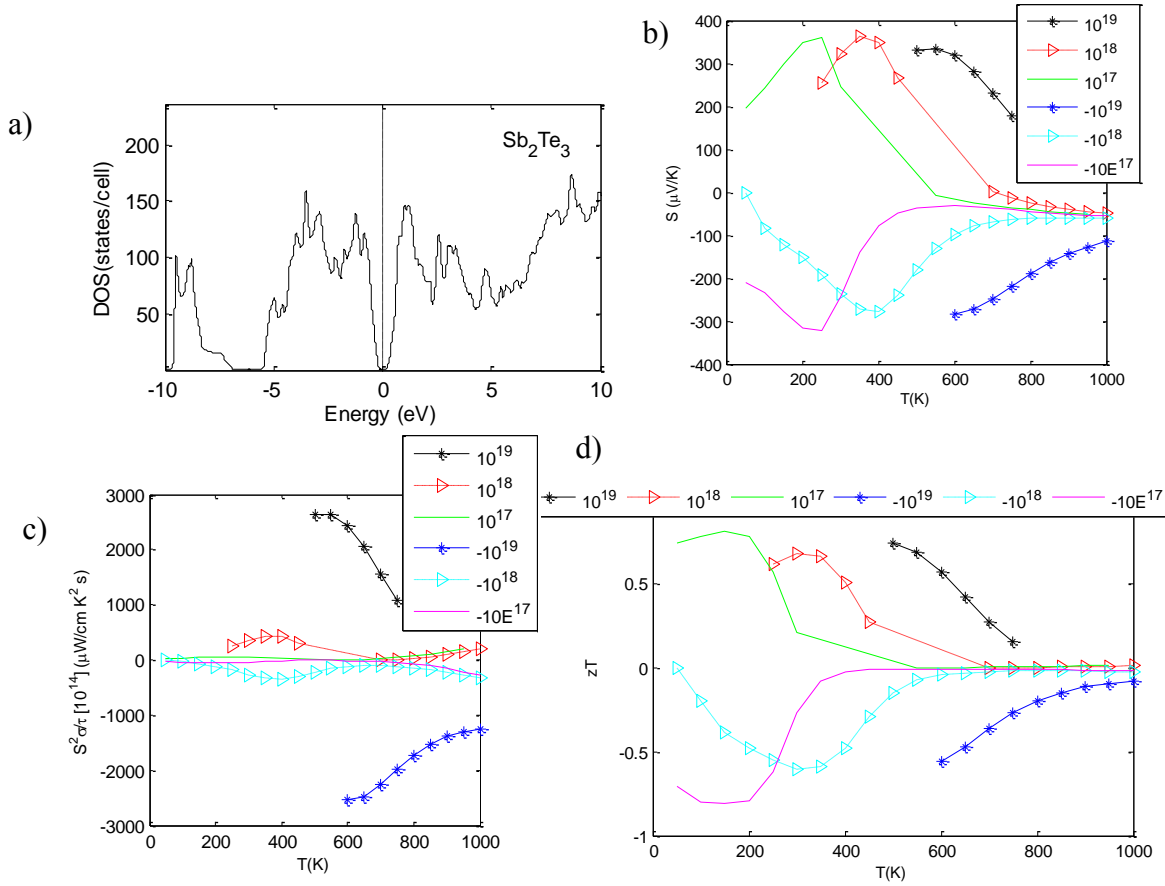 a)
Sb2Te3
DOS(states/cell)
200
150
100
50
-10 -5 0 5 10
Energy (eV)
b)
10^19
10^18
10^17
-10^19
-10^18
-10E^17
S (μV/K)
400
300
200
100
0
-100
-200
-300
-400
0 200 400 600 800 1000
T(K)
c)
10^19
10^18
10^17
-10^19
-10^18
-10E^17
S^2σ/τ [10^14] (μW/cm K^2 s)
3000
2000
1000
0
-1000
-2000
-3000
0 200 400 600 800 1000
T(K)
d)
10^19 10^18 10^17 -10^19 -10^18 -10E^17
zT
0.5
0
-0.5
-1
0 200 400 600 800 1000
T(K)